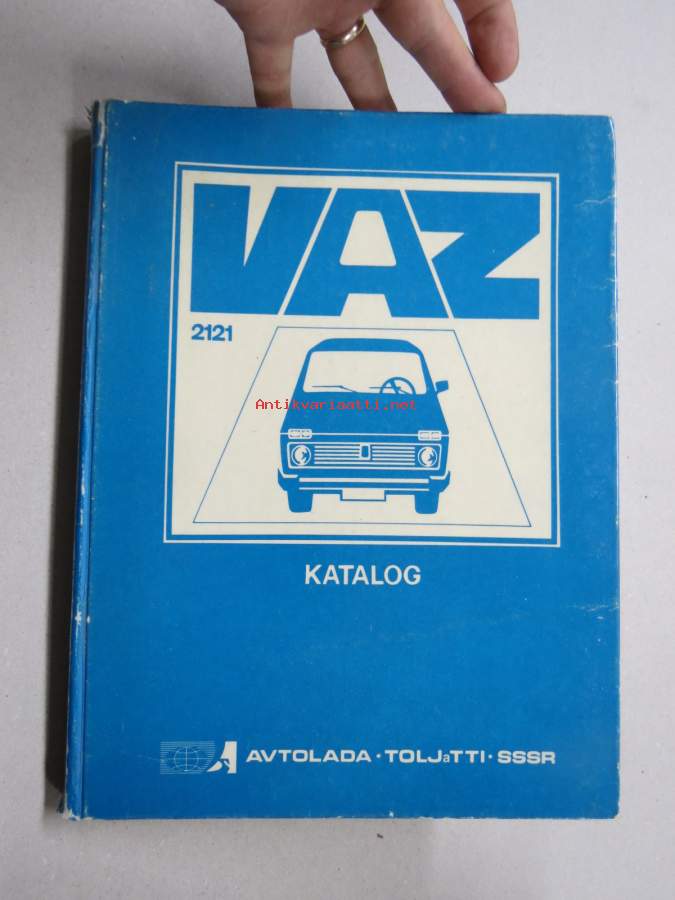 VAZ
2121
Antikvariaatti.net
KATALOG
AVTOLADA · TOLJaTTI · SSSR